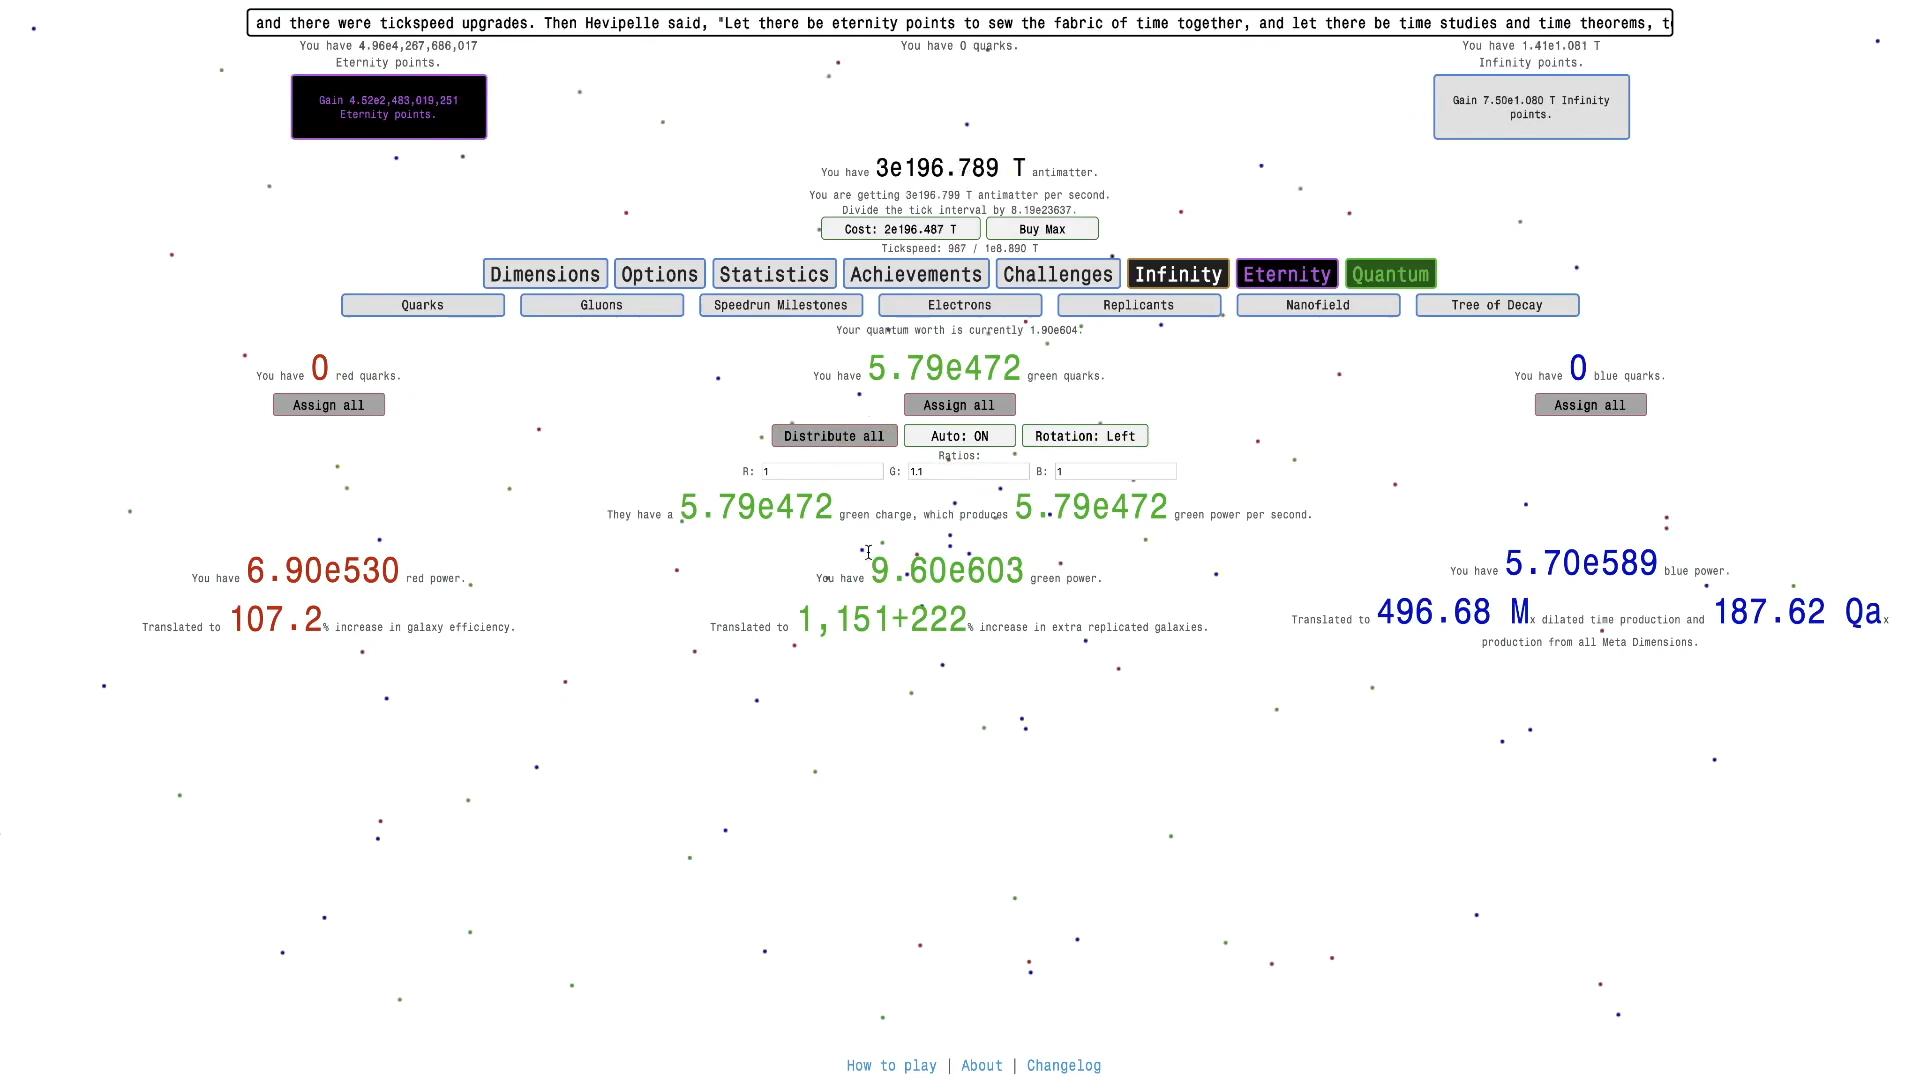 and there were tickspeed upgrades. Then Hevipelle said, "Let there be eternity points to sew the fabric of time together, and let there be time studies and time theorems, t
You have 4.96e4,267,686,017 Eternity points.
You have 0 quarks.
You have 1.41e1.081 T Infinity points.
Gain 4.52e2,483,019,251 Eternity points.
Gain 7.50e1.080 T Infinity points.
You have 3e196.789 T antimatter.
You are getting 3e196.799 T antimatter per second.
Divide the tick interval by 8.19e23637.
Cost: 2e196.487 T Buy Max
Tickspeed: 967 / 1e8.890 T
Dimensions Options Statistics Achievements Challenges Infinity Eternity Quantum
Quarks Gluons Speedrun Milestones Electrons Replicants Nanofield Tree of Decay
Your quantum worth is currently 1.90e604.
You have 0 red quarks.
You have 5.79e472 green quarks.
You have 0 blue quarks.
Assign all Assign all Assign all
Distribute all Auto: ON Rotation: Left
Ratios:
R: 1 G: 1.1 B: 1
They have a 5.79e472 green charge, which produces 5.79e472 green power per second.
You have 6.90e530 red power.
You have 9.60e603 green power.
You have 5.70e589 blue power.
Translated to 107.2% increase in galaxy efficiency.
Translated to 1,151+222% increase in extra replicated galaxies.
Translated to 496.68 Mx dilated time production and 187.62 Qax
production from all Meta Dimensions.
How to play | About | Changelog